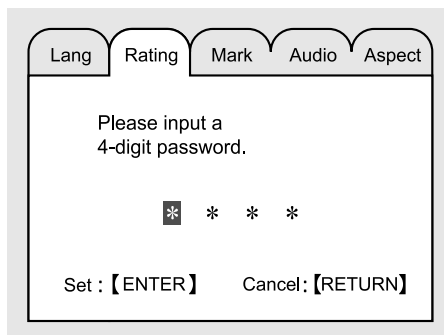 Lang Rating Mark Audio Aspect
Please input a
4-digit password.
* * * *
Set :【ENTER】 Cancel:【RETURN】